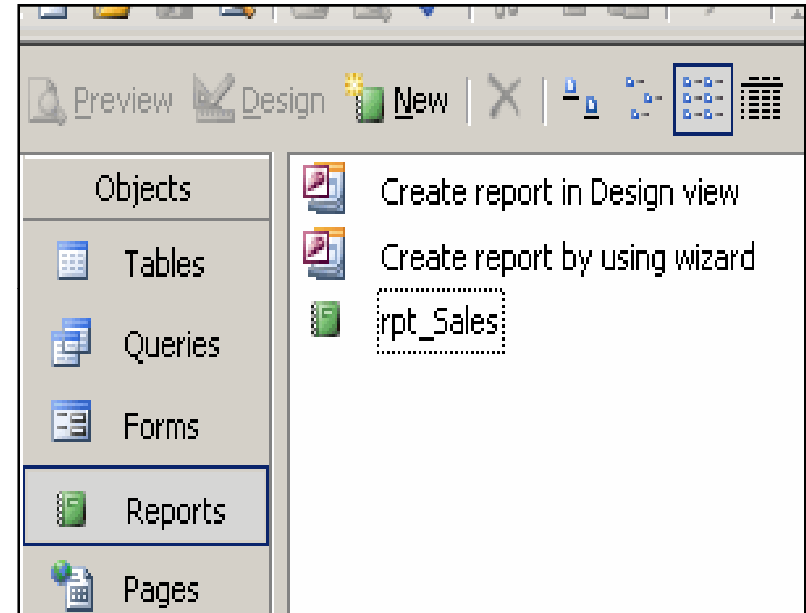 Preview Design New
Objects
Tables
Queries
Forms
Reports
Pages
Create report in Design view
Create report by using wizard
rpt_Sales